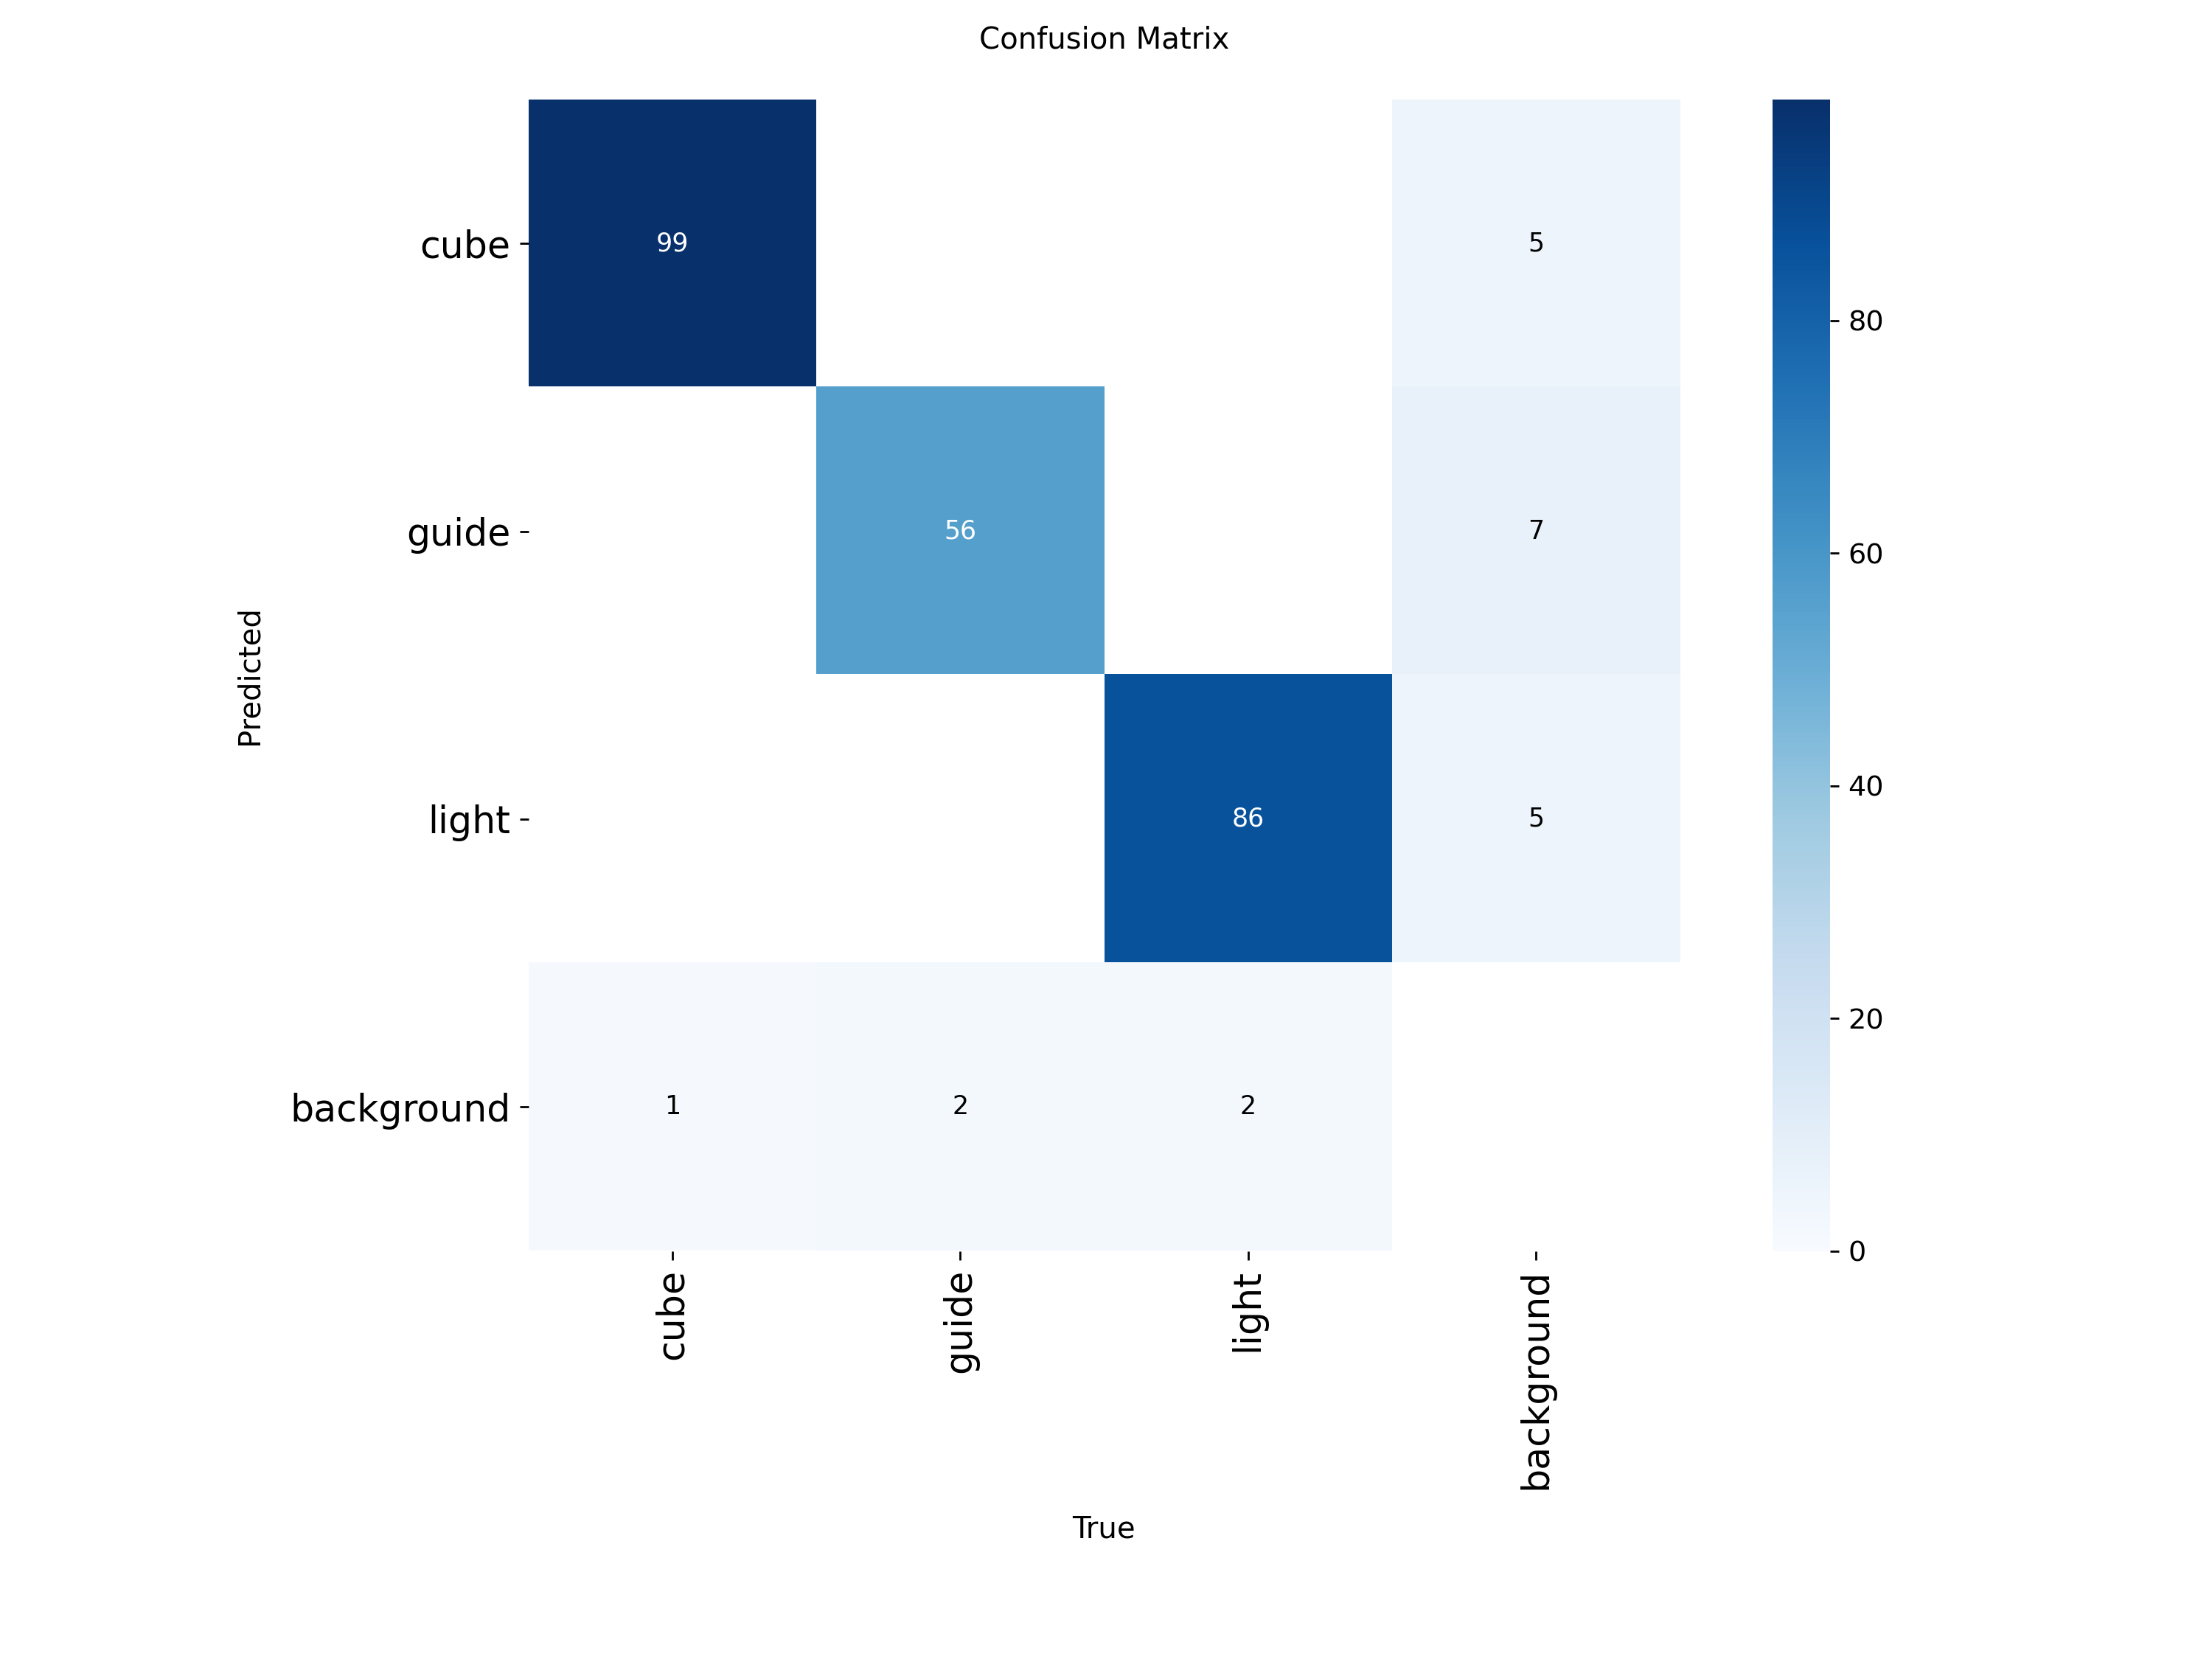 Confusion Matrix
cube
99
5
80
guide
56
7
60
Predicted
light
86
5
40
background
1
2
2
20
0
cube
guide
light
background
True